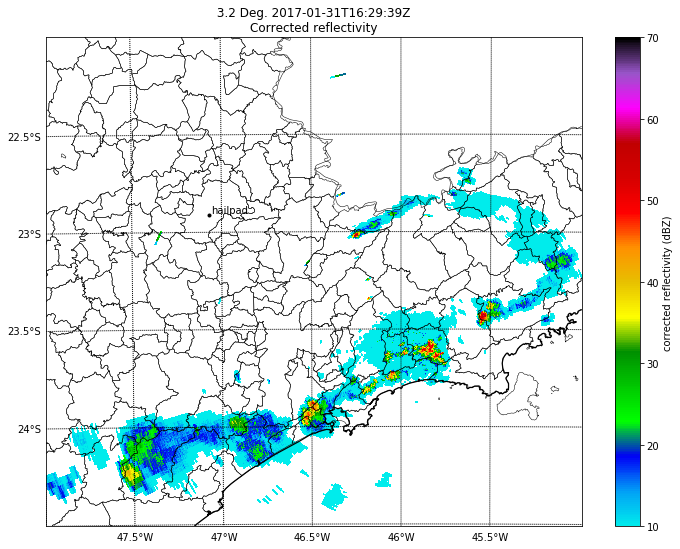 3.2 Deg. 2017-01-31T16:29:39Z
Corrected reflectivity
70
60
50
40
30
20
10
corrected reflectivity (dBZ)
22.5°S
23°S
23.5°S
24°S
hailpad
47.5°W
47°W
46.5°W
46°W
45.5°W